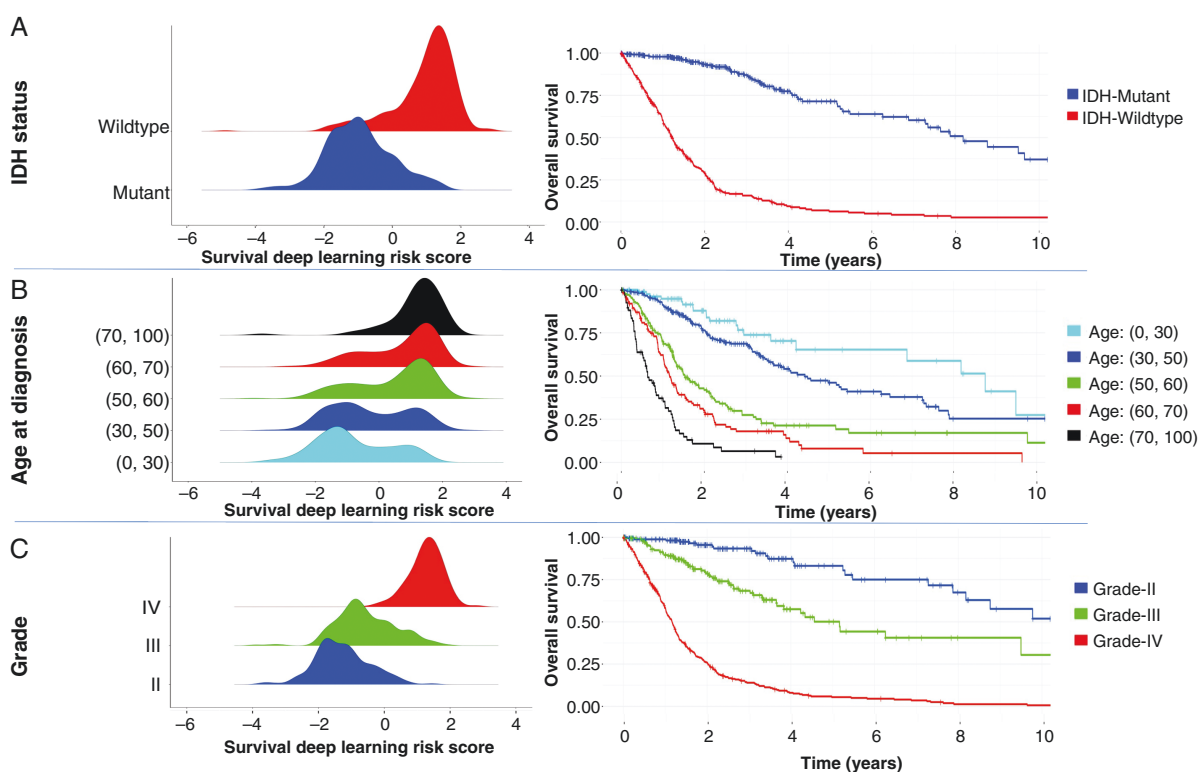 A
IDH status
Wildtype
Mutant
−6 −4 −2 0 2 4
Survival deep learning risk score
Overall survival
1.00
0.75
0.50
0.25
0.00
0 2 4 6 8 10
Time (years)
IDH-Mutant
IDH-Wildtype
B
Age at diagnosis
(70, 100)
(60, 70)
(50, 60)
(30, 50)
(0, 30)
−6 −4 −2 0 2 4
Survival deep learning risk score
Overall survival
1.00
0.75
0.50
0.25
0.00
0 2 4 6 8 10
Time (years)
Age: (0, 30)
Age: (30, 50)
Age: (50, 60)
Age: (60, 70)
Age: (70, 100)
C
Grade
IV
III
II
−6 −4 −2 0 2 4
Survival deep learning risk score
Overall survival
1.00
0.75
0.50
0.25
0.00
0 2 4 6 8 10
Time (years)
Grade-II
Grade-III
Grade-IV